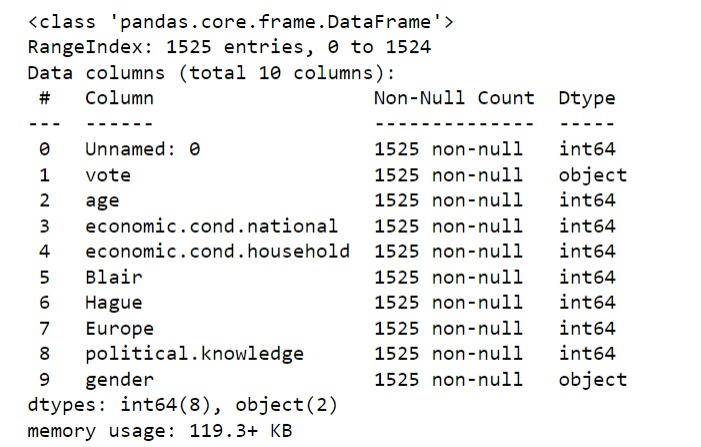 <class 'pandas.core.frame.DataFrame'>
RangeIndex: 1525 entries, 0 to 1524
Data columns (total 10 columns):
 #   Column                   Non-Null Count  Dtype
---  ------                   --------------  -----
 0   Unnamed: 0               1525 non-null   int64
 1   vote                     1525 non-null   object
 2   age                      1525 non-null   int64
 3   economic.cond.national   1525 non-null   int64
 4   economic.cond.household  1525 non-null   int64
 5   Blair                    1525 non-null   int64
 6   Hague                    1525 non-null   int64
 7   Europe                   1525 non-null   int64
 8   political.knowledge      1525 non-null   int64
 9   gender                   1525 non-null   object
dtypes: int64(8), object(2)
memory usage: 119.3+ KB